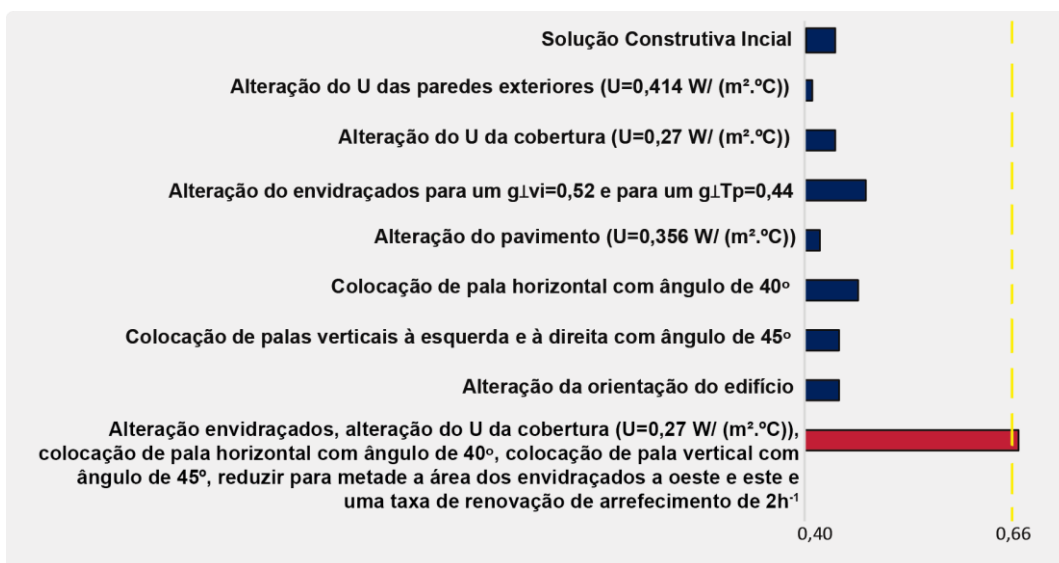 Solução Construtiva Incial
Alteração do U das paredes exteriores (U=0,414 W/ (m².ºC))
Alteração do U da cobertura (U=0,27 W/ (m².ºC))
Alteração do envidraçados para um g⊥vi=0,52 e para um g⊥Tp=0,44
Alteração do pavimento (U=0,356 W/ (m².ºC))
Colocação de pala horizontal com ângulo de 40º
Colocação de palas verticais à esquerda e à direita com ângulo de 45º
Alteração da orientação do edifício
Alteração envidraçados, alteração do U da cobertura (U=0,27 W/ (m².ºC)),
colocação de pala horizontal com ângulo de 40º, colocação de pala vertical com
ângulo de 45º, reduzir para metade a área dos envidraçados a oeste e este e
uma taxa de renovação de arrefecimento de 2h⁻¹
0,40 0,66